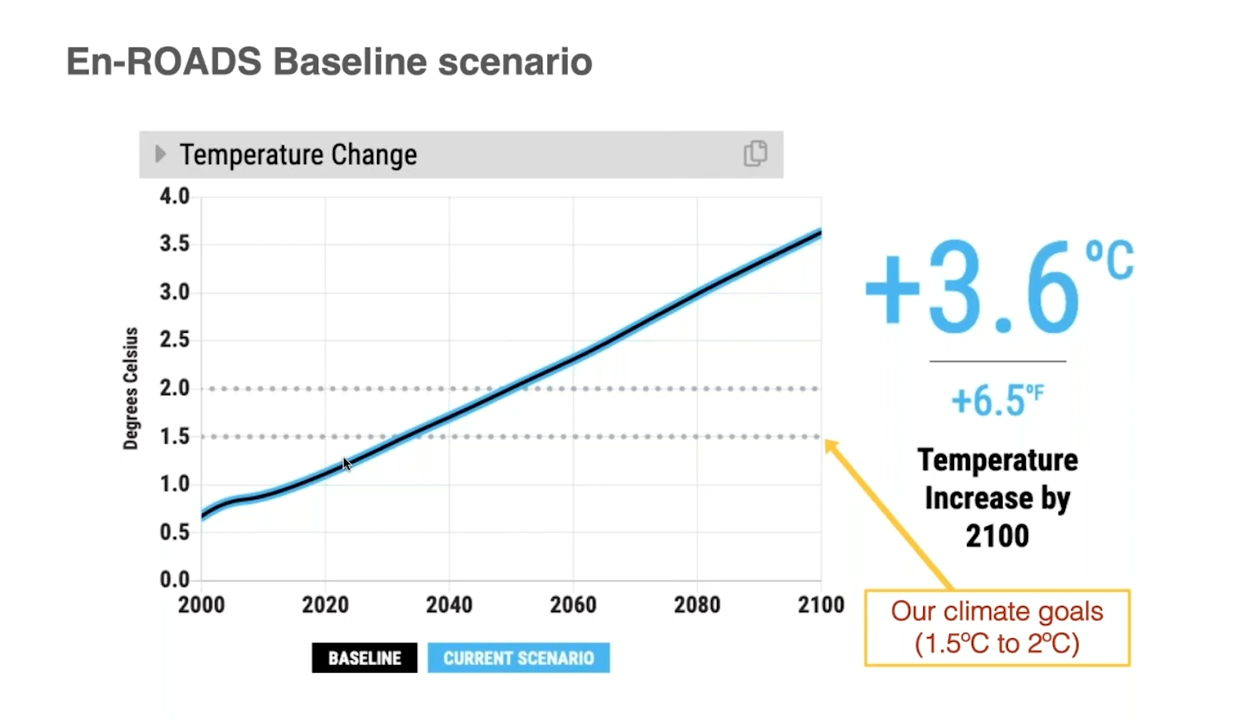 En-ROADS Baseline scenario
Temperature Change
4.0
3.5
3.0
2.5
2.0
1.5
1.0
0.5
0.0
Degrees Celsius
2000 2020 2040 2060 2080 2100
BASELINE CURRENT SCENARIO
+3.6 ºC
+6.5ºF
Temperature
Increase by
2100
Our climate goals
(1.5ºC to 2ºC)